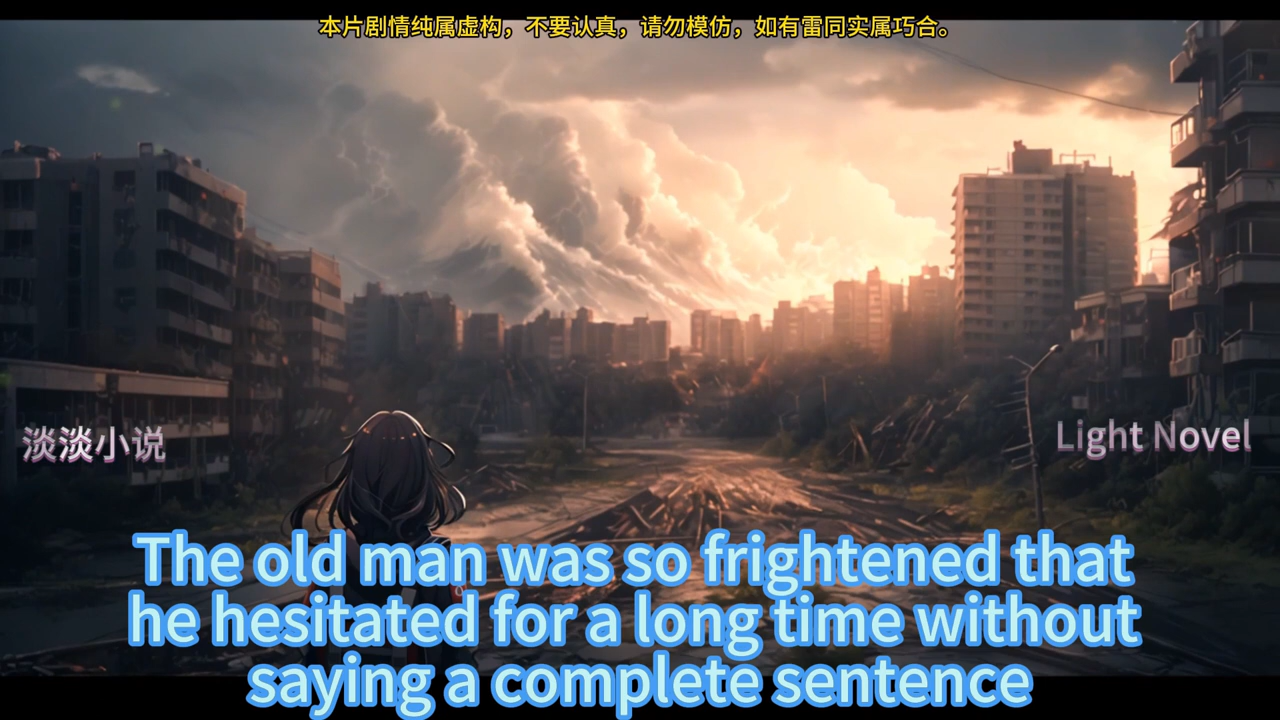 本片剧情纯属虚构，不要认真，请勿模仿，如有雷同实属巧合。
淡淡小说
Light Novel
The old man was so frightened that
he hesitated for a long time without
saying a complete sentence